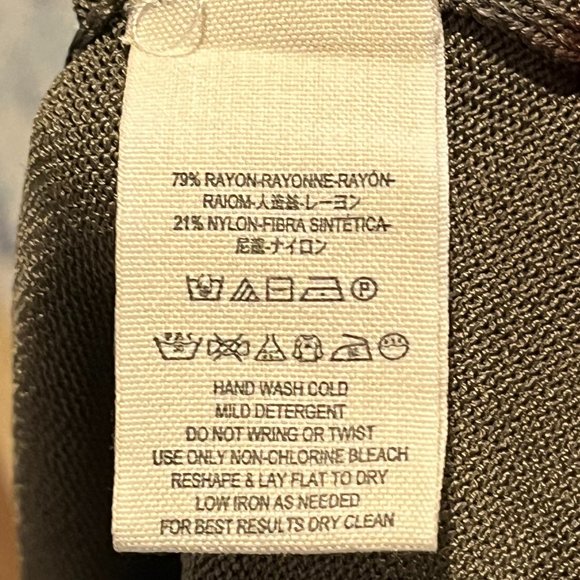 79% RAYON-RAYONNE-RAYÓN-
RAIOM-人造益-レーヨン
21% NYLON-FIBRA SINTÉTICA-
尼濃-ナイロン
HAND WASH COLD
MILD DETERGENT
DO NOT WRING OR TWIST
USE ONLY NON-CHLORINE BLEACH
RESHAPE & LAY FLAT TO DRY
LOW IRON AS NEEDED
FOR BEST RESULTS DRY CLEAN